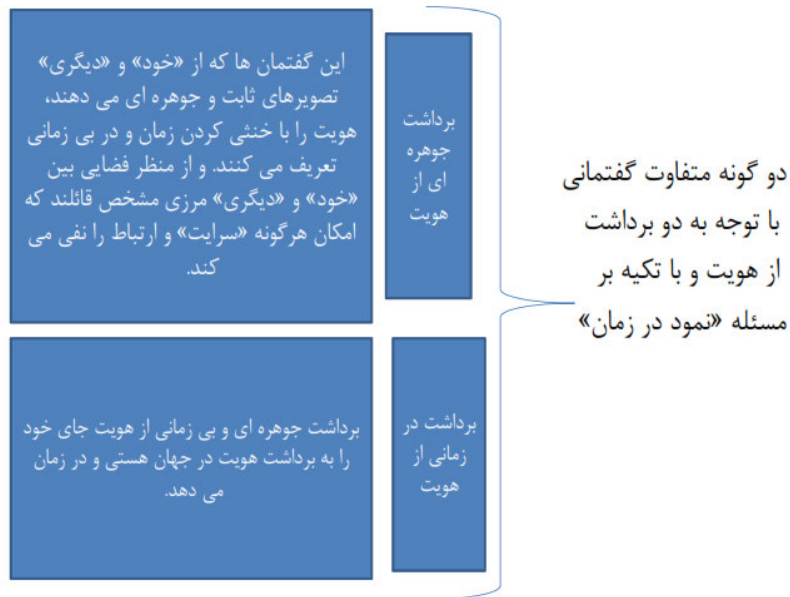 دو گونه متفاوت گفتمانی
با توجه به دو برداشت
از هویت و با تکیه بر
مسئله «نمود در زمان»
برداشت
جوهره
ای از
هویت
این گفتمان ها که از «خود» و «دیگری»
تصویرهای ثابت و جوهره ای می دهند،
هویت را با خنثی کردن زمان و در بی زمانی
تعریف می کنند. و از منظر فضایی بین
«خود» و «دیگری» مرزی مشخص قائلند که
امکان هرگونه «سرایت» و ارتباط را نفی می
کند.
برداشت در
زمانی از
هویت
برداشت جوهره ای و بی زمانی از هویت جای خود
را به برداشت هویت در جهان هستی و در زمان
می دهد.